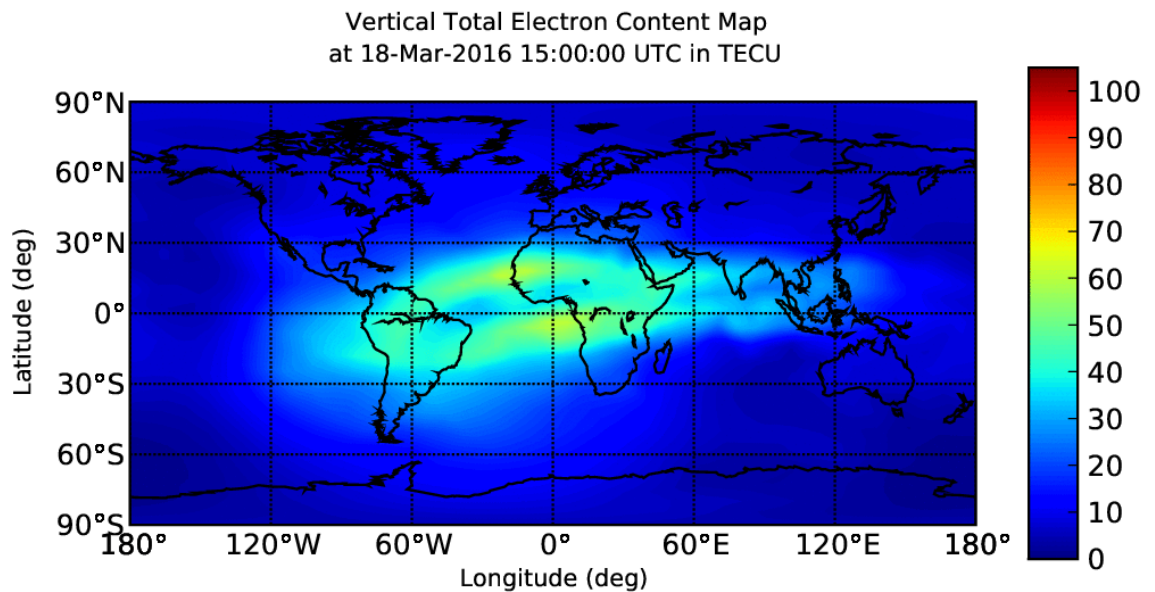 Vertical Total Electron Content Map
at 18-Mar-2016 15:00:00 UTC in TECU
90°N
60°N
30°N
0°
30°S
60°S
90°S
180° 120°W 60°W 0° 60°E 120°E 180°
Latitude (deg)
Longitude (deg)
100
90
80
70
60
50
40
30
20
10
0